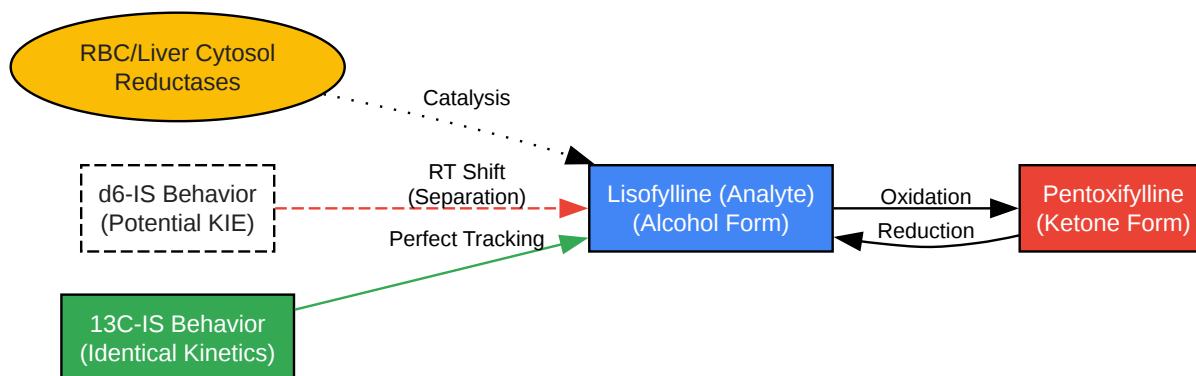 RBC/Liver Cytosol
Reductases
Catalysis
d6-IS Behavior
(Potential KIE)
RT Shift
(Separation)
Lisofylline (Analyte)
(Alcohol Form)
Oxidation
Reduction
Pentoxifylline
(Ketone Form)
Perfect Tracking
13C-IS Behavior
(Identical Kinetics)